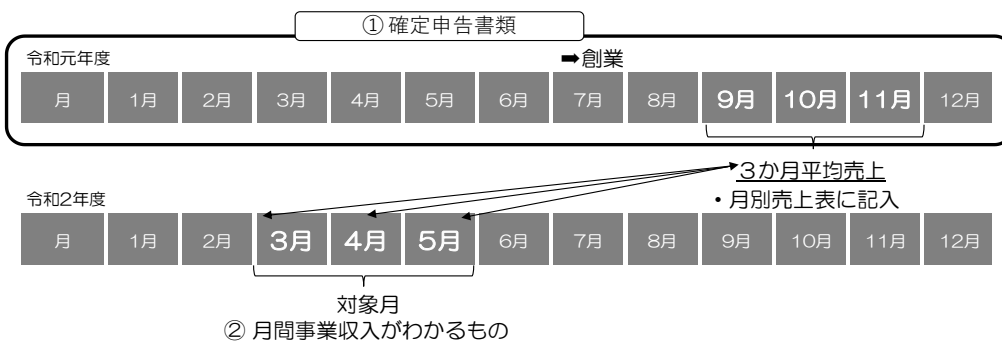 ① 確定申告書類
令和元年度
➡創業
月 1月 2月 3月 4月 5月 6月 7月 8月 9月 10月 11月 12月
3か月平均売上
・月別売上表に記入
令和2年度
月 1月 2月 3月 4月 5月 6月 7月 8月 9月 10月 11月 12月
対象月
② 月間事業収入がわかるもの